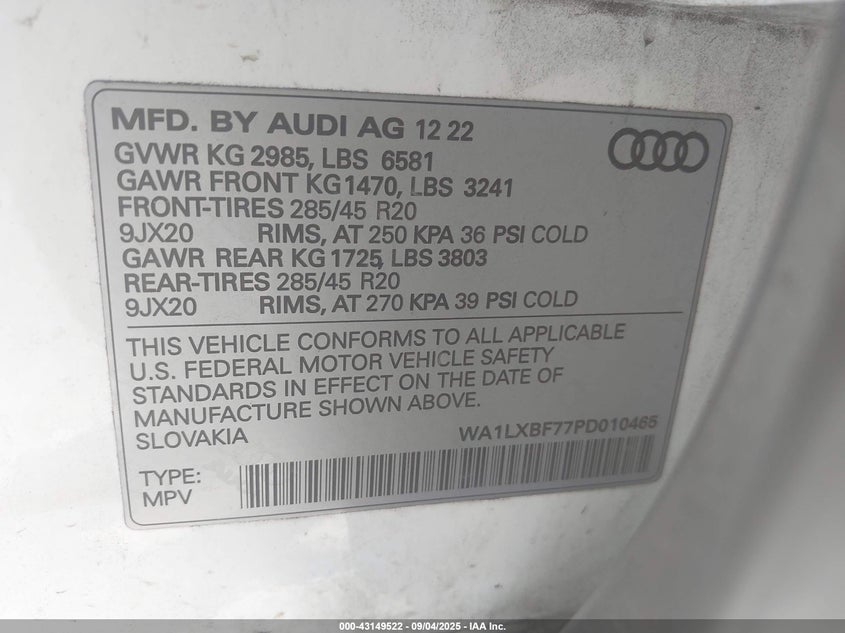 MFD. BY AUDI AG 12 22
GVWR KG 2985, LBS 6581
GAWR FRONT KG1470, LBS 3241
FRONT-TIRES 285/45 R20
9JX20 RIMS, AT 250 KPA 36 PSI COLD
GAWR REAR KG 1725, LBS 3803
REAR-TIRES 285/45 R20
9JX20 RIMS, AT 270 KPA 39 PSI COLD
THIS VEHICLE CONFORMS TO ALL APPLICABLE
U.S. FEDERAL MOTOR VEHICLE SAFETY
STANDARDS IN EFFECT ON THE DATE OF
MANUFACTURE SHOWN ABOVE.
SLOVAKIA WA1LXBF77PD010465
TYPE:
MPV
000-43149522 - 09/04/2025 - IAA Inc.